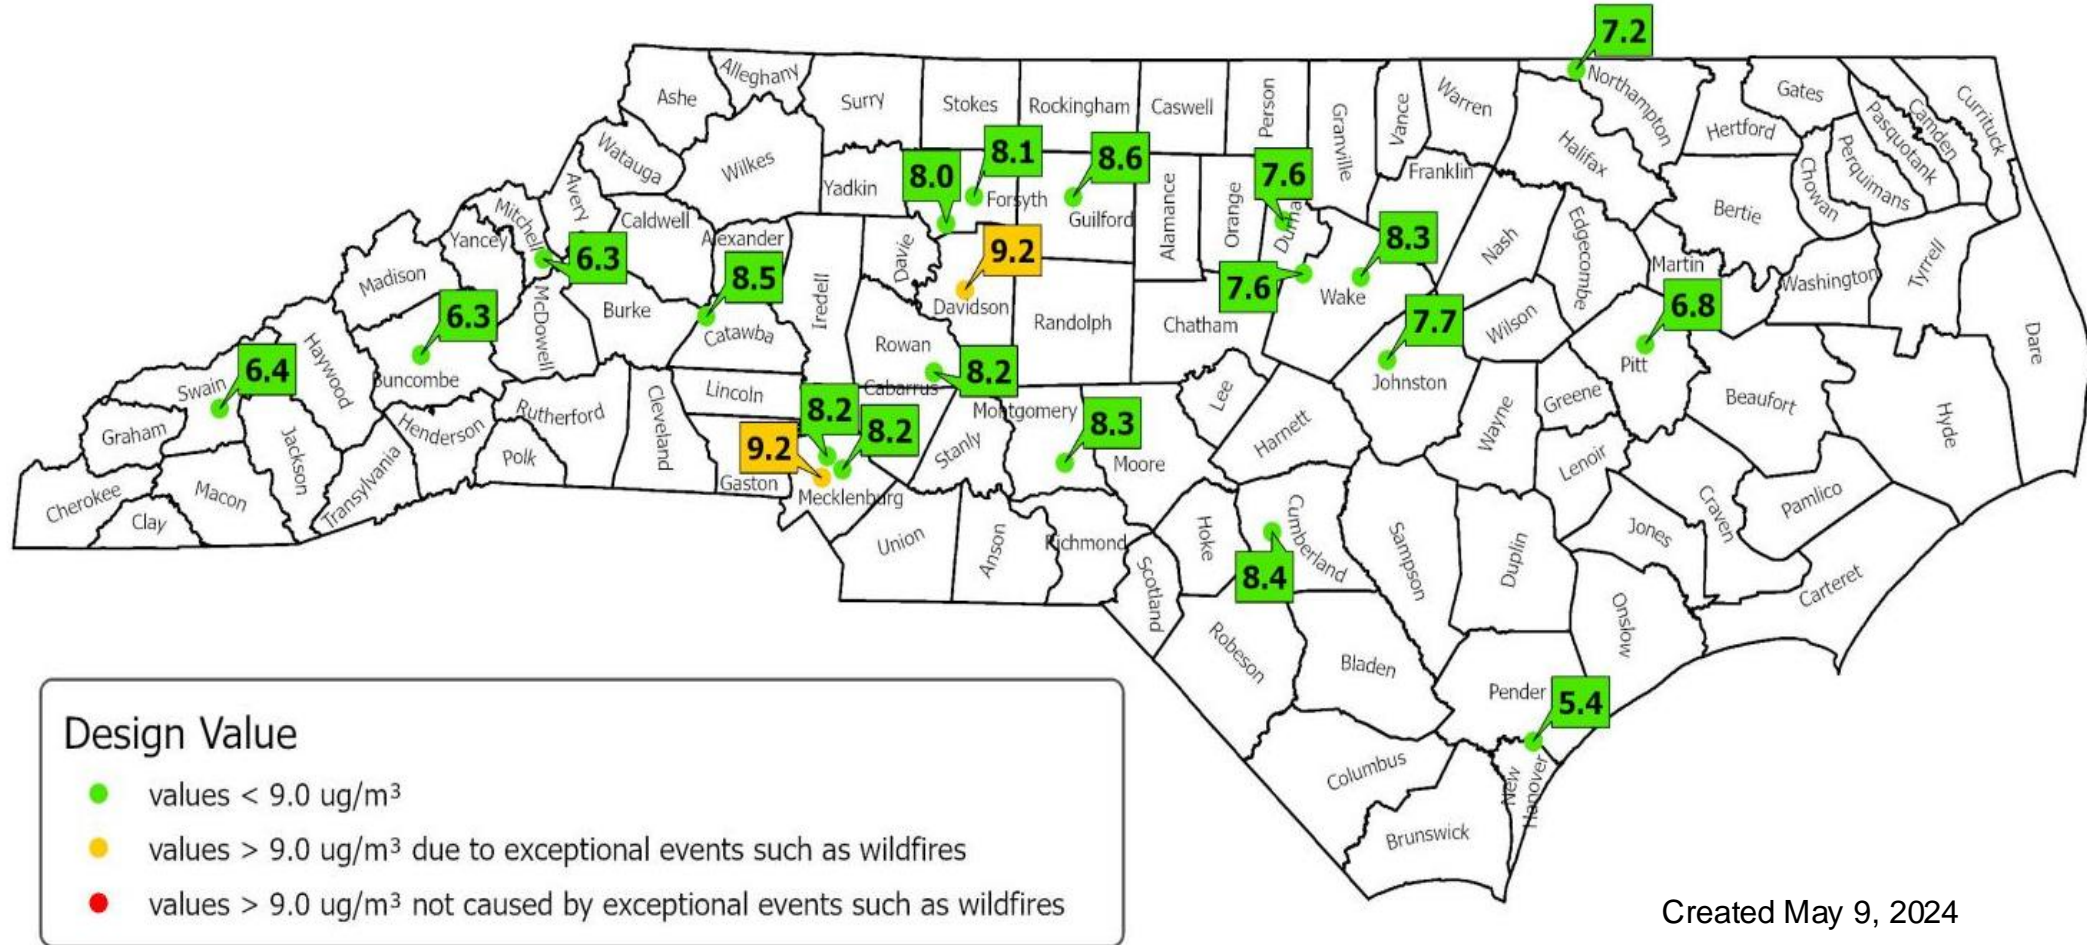 7.2
Ashe
Alleghany
Surry
Stokes
Rockingham
Caswell
Person
Granville
Vance
Warren
Northampton
Gates
Hertford
Pasquotank
Camden
Currituck
Watauga
Wilkes
Yadkin
8.0
8.1
Forsyth
8.6
Guilford
Alamance
Orange
7.6
Franklin
Halifax
Bertie
Chowan
Perquimans
Avery
Mitchell
Yancey
Caldwell
Alexander
Madison
6.3
8.5
Iredell
Davie
9.2
Davidson
Randolph
Chatham
7.6
Wake
8.3
Nash
Edgecombe
Martin
Washington
Tyrrell
Dare
6.3
McDowell
Burke
Catawba
Rowan
7.7
Wilson
6.8
Pitt
6.4
Swain
Haywood
Buncombe
Rutherford
Cleveland
Lincoln
Cabarrus
8.2
Montgomery
Lee
Johnston
Greene
Beaufort
Hyde
Graham
Jackson
Henderson
Polk
8.2
8.2
9.2
Gaston
Mecklenburg
Stanly
8.3
Moore
Harnett
Wayne
Lenoir
Craven
Pamlico
Cherokee
Clay
Macon
Transylvania
Union
Anson
Richmond
Scotland
Hoke
Cumberland
8.4
Sampson
Duplin
Jones
Onslow
Carteret
Robeson
Bladen
Pender
5.4
Columbus
New
Hanover
Brunswick
Design Value
values < 9.0 ug/m³
values > 9.0 ug/m³ due to exceptional events such as wildfires
values > 9.0 ug/m³ not caused by exceptional events such as wildfires
Created May 9, 2024